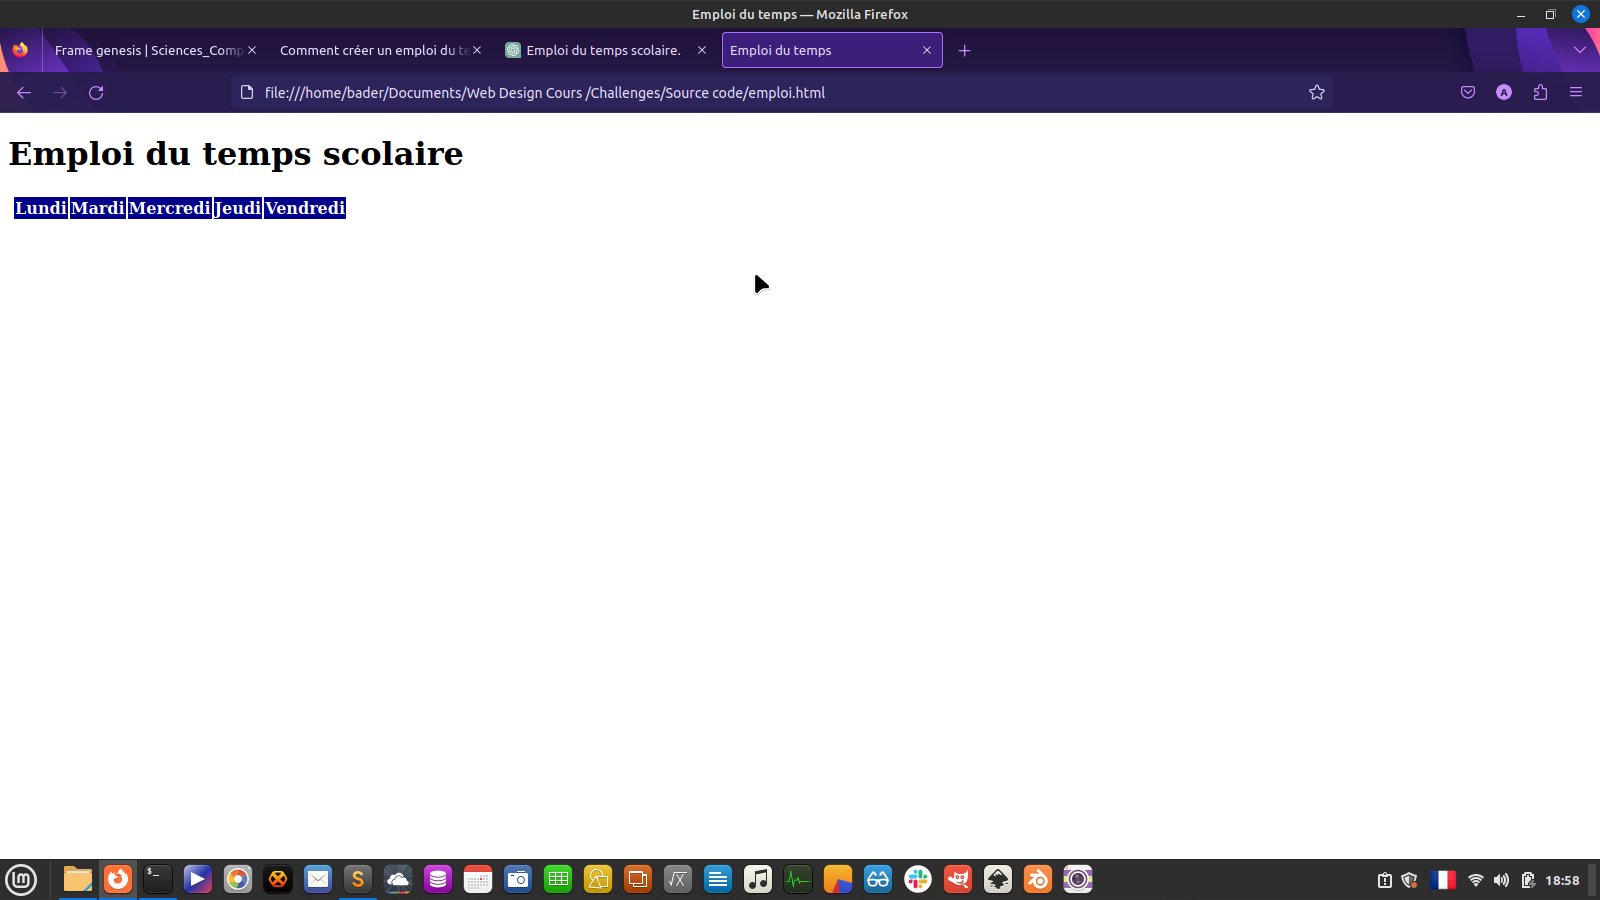 Emploi du temps — Mozilla Firefox
Frame genesis | Sciences_Comp
Comment créer un emploi du te
Emploi du temps scolaire.
Emploi du temps
A
file:///home/bader/Documents/Web Design Cours /Challenges/Source code/emploi.html
Emploi du temps scolaire
Lundi Mardi Mercredi Jeudi Vendredi
18:58